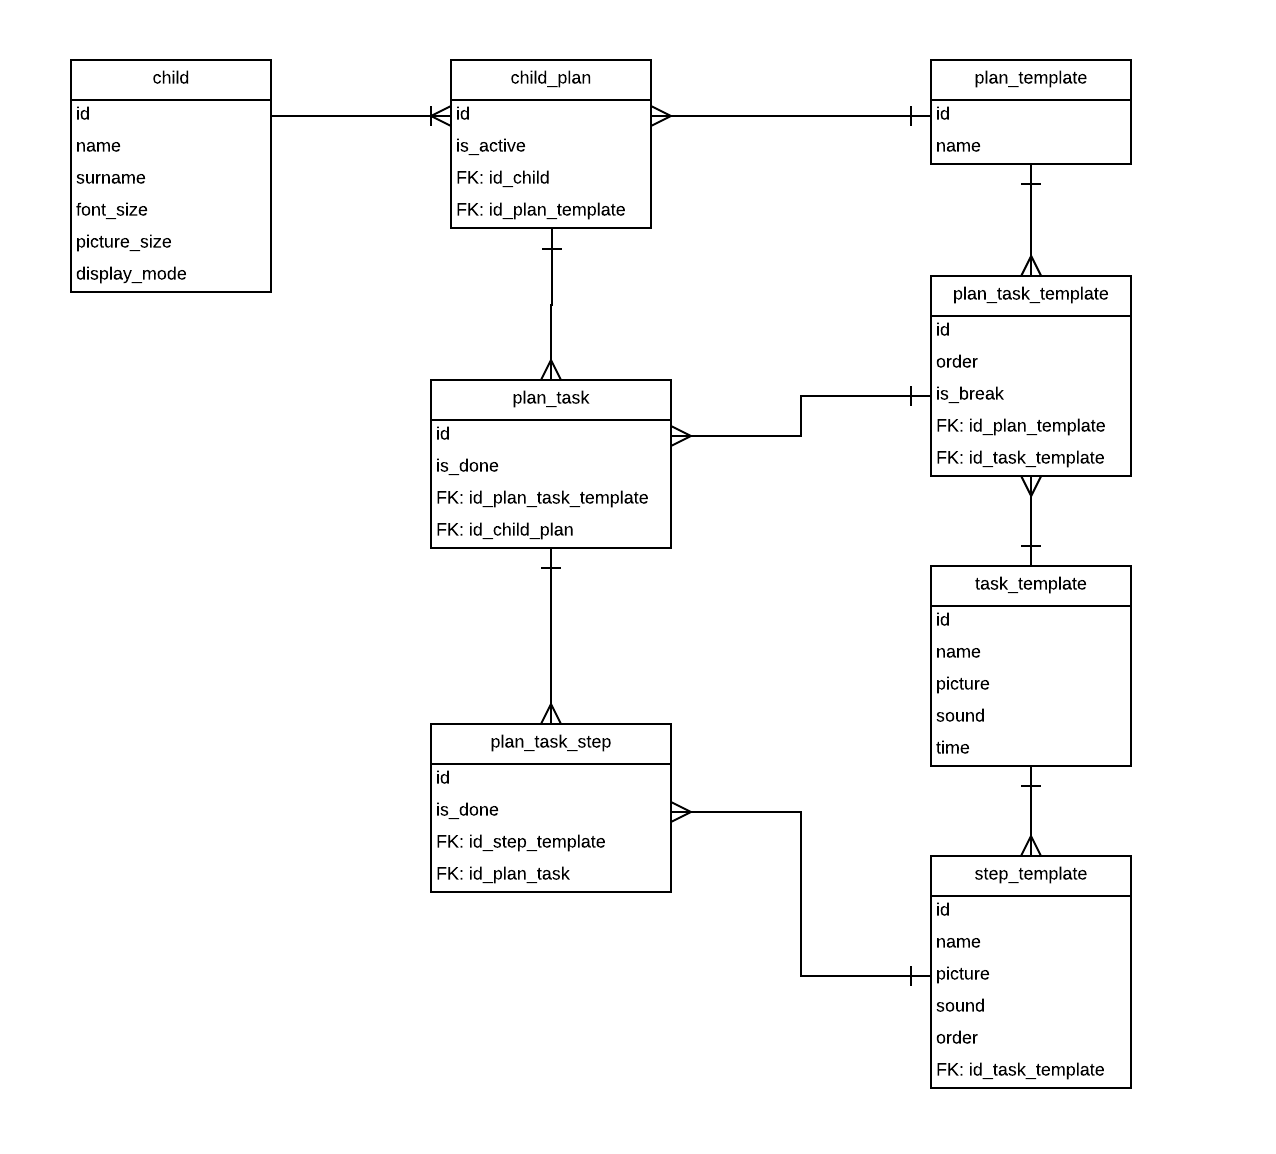 child
id
name
surname
font_size
picture_size
display_mode
child_plan
id
is_active
FK: id_child
FK: id_plan_template
plan_template
id
name
plan_task_template
id
order
is_break
FK: id_plan_template
FK: id_task_template
plan_task
id
is_done
FK: id_plan_task_template
FK: id_child_plan
task_template
id
name
picture
sound
time
plan_task_step
id
is_done
FK: id_step_template
FK: id_plan_task
step_template
id
name
picture
sound
order
FK: id_task_template